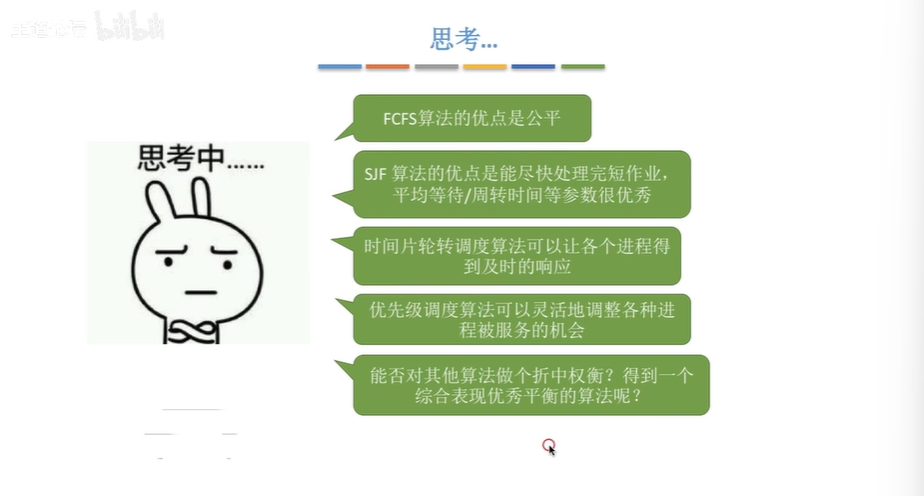 bilibili
思考...
FCFS算法的优点是公平
思考中......
SJF 算法的优点是能尽快处理完短作业，
平均等待/周转时间等参数很优秀
时间片轮转调度算法可以让各个进程得
到及时的响应
优先级调度算法可以灵活地调整各种进
程被服务的机会
能否对其他算法做个折中权衡？得到一个
综合表现优秀平衡的算法呢？